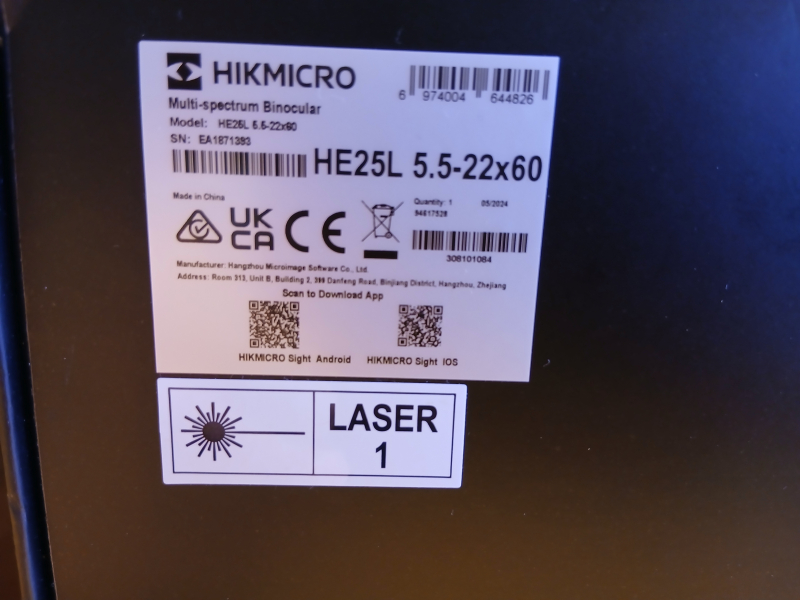 HIKMICRO
6 974004 644826
Multi-spectrum Binocular
Model: HE25L 5.5-22x60
SN: EA1871393
HE25L 5.5-22x60
Made in China
Quantity: 1 05/2024
94617528
UK
CA
CE
308101084
Manufacturer: Hangzhou Microimage Software Co., Ltd.
Address: Room 313, Unit B, Building 2, 399 Danfeng Road, Binjiang District, Hangzhou, Zhejiang
Scan to Download App
HIKMICRO Sight Android HIKMICRO Sight IOS
LASER
1